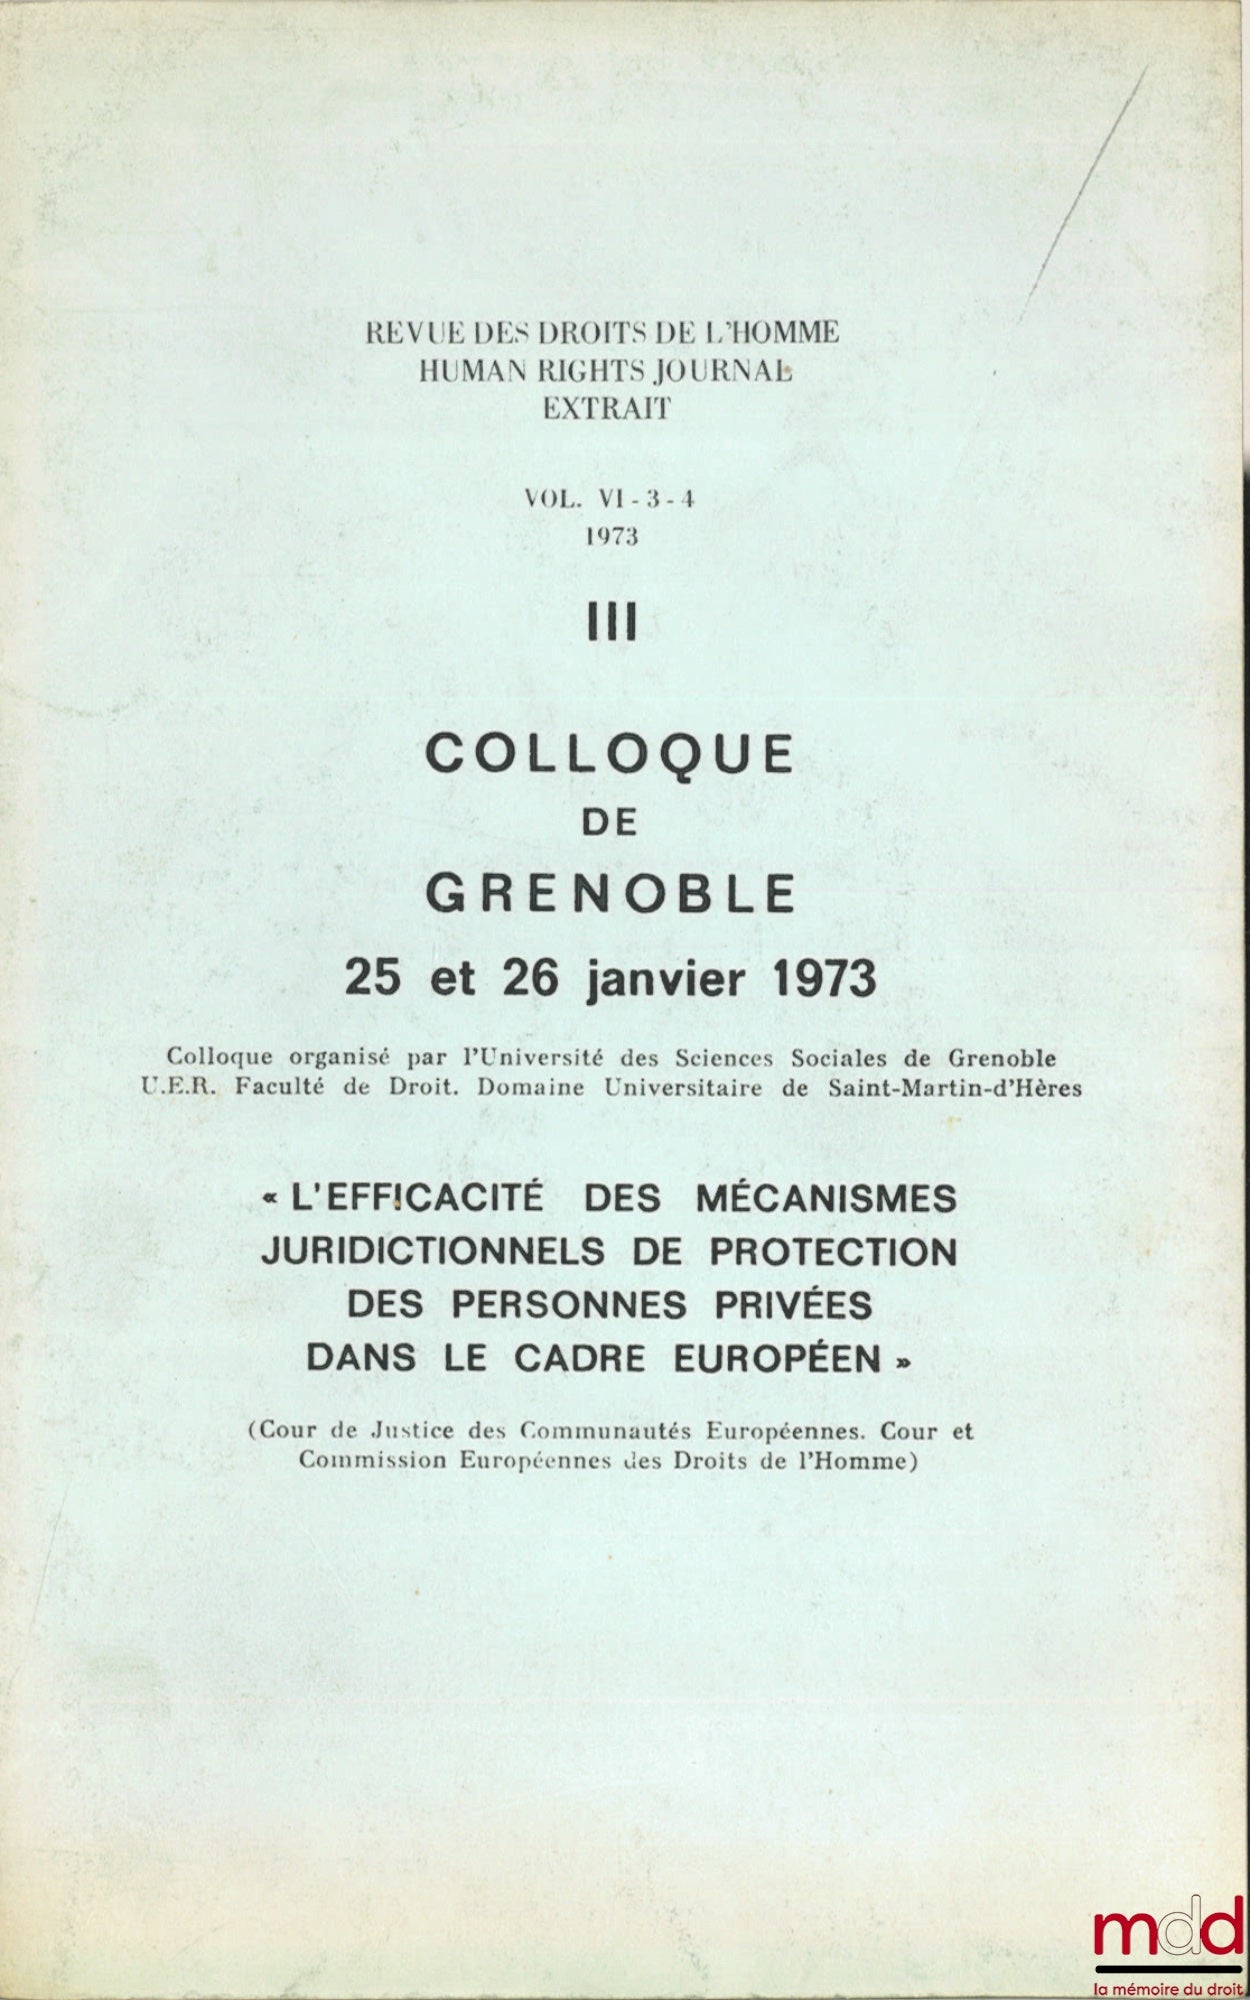 REVUE DES DROITS DE L'HOMME
HUMAN RIGHTS JOURNAL
EXTRAIT
VOL. VI - 3 - 4
1973
III
COLLOQUE
DE
GRENOBLE
25 et 26 janvier 1973
Colloque organisé par l'Université des Sciences Sociales de Grenoble
U.E.R. Faculté de Droit. Domaine Universitaire de Saint-Martin-d'Hères
« L'EFFICACITÉ DES MÉCANISMES
JURIDICTIONNELS DE PROTECTION
DES PERSONNES PRIVÉES
DANS LE CADRE EUROPÉEN »
(Cour de Justice des Communautés Européennes. Cour et
Commission Européennes des Droits de l'Homme)
mdd
la mémoire du droit